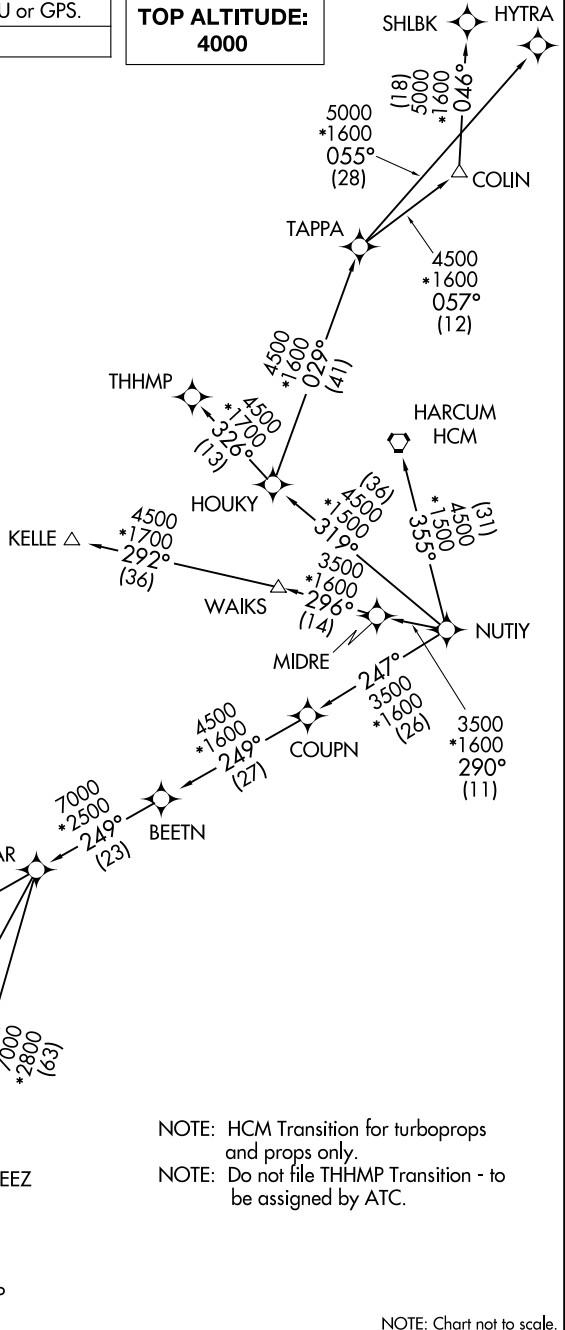 U or GPS.
TOP ALTITUDE:
4000
SHLBK
HYTRA
(18)
5000
*1600
046°
5000
*1600
055°
(28)
COLIN
TAPPA
4500
*1600
057°
(12)
4500
*1600
029°
(41)
THHMP
4500
*1700
326°
(13)
HARCUM
HCM
HOUKY
(36)
4500
*1500
319°
(31)
4500
*1500
355°
KELLE
4500
*1700
292°
(36)
WAIKS
3500
*1600
296°
(14)
MIDRE
NUTIY
247°
3500
*1600
(26)
3500
*1600
290°
(11)
COUPN
4500
*1600
249°
(27)
BEETN
7000
*2500
249°
(23)
AR
7000
*2800
(63)
NOTE: HCM Transition for turboprops
and props only.
NOTE: Do not file THHMP Transition - to
be assigned by ATC.
EEZ
NOTE: Chart not to scale.